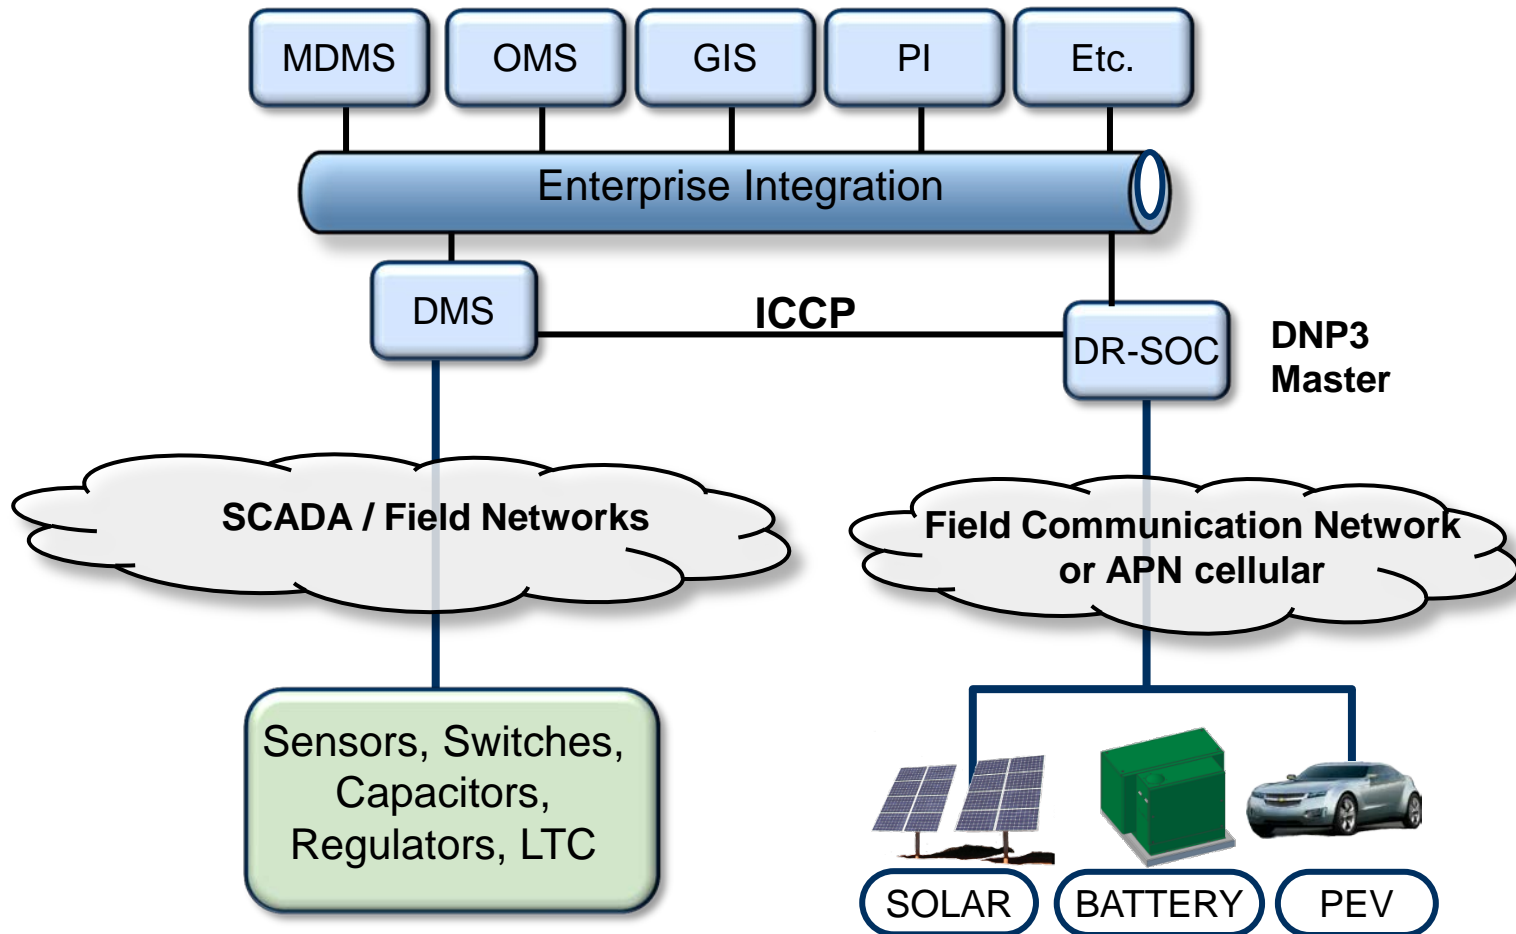 MDMS
OMS
GIS
PI
Etc.
Enterprise Integration
DMS
ICCP
DR-SOC
DNP3
Master
SCADA / Field Networks
Field Communication Network
or APN cellular
Sensors, Switches,
Capacitors,
Regulators, LTC
SOLAR
BATTERY
PEV